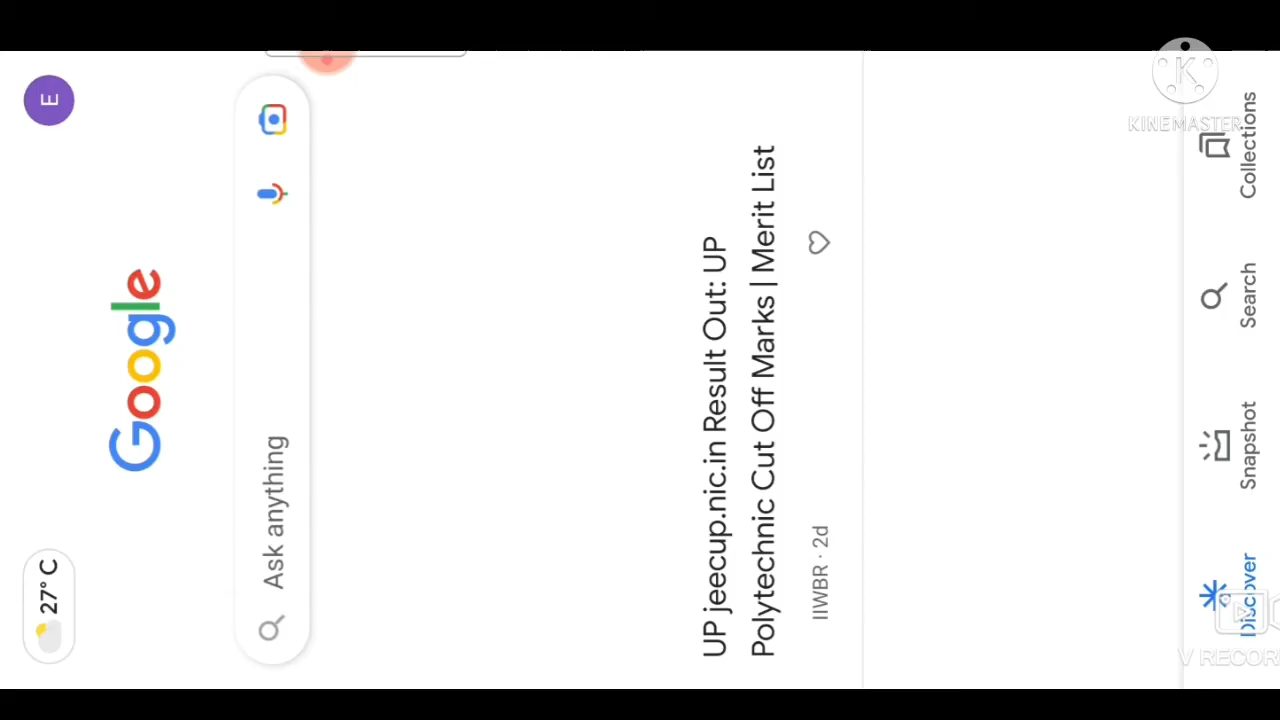 27° C
E
Google
Ask anything
UP jeecup.nic.in Result Out: UP
Polytechnic Cut Off Marks | Merit List
IIWBR · 2d
Discover
Snapshot
Search
Collections
KINEMASTER
V RECOR